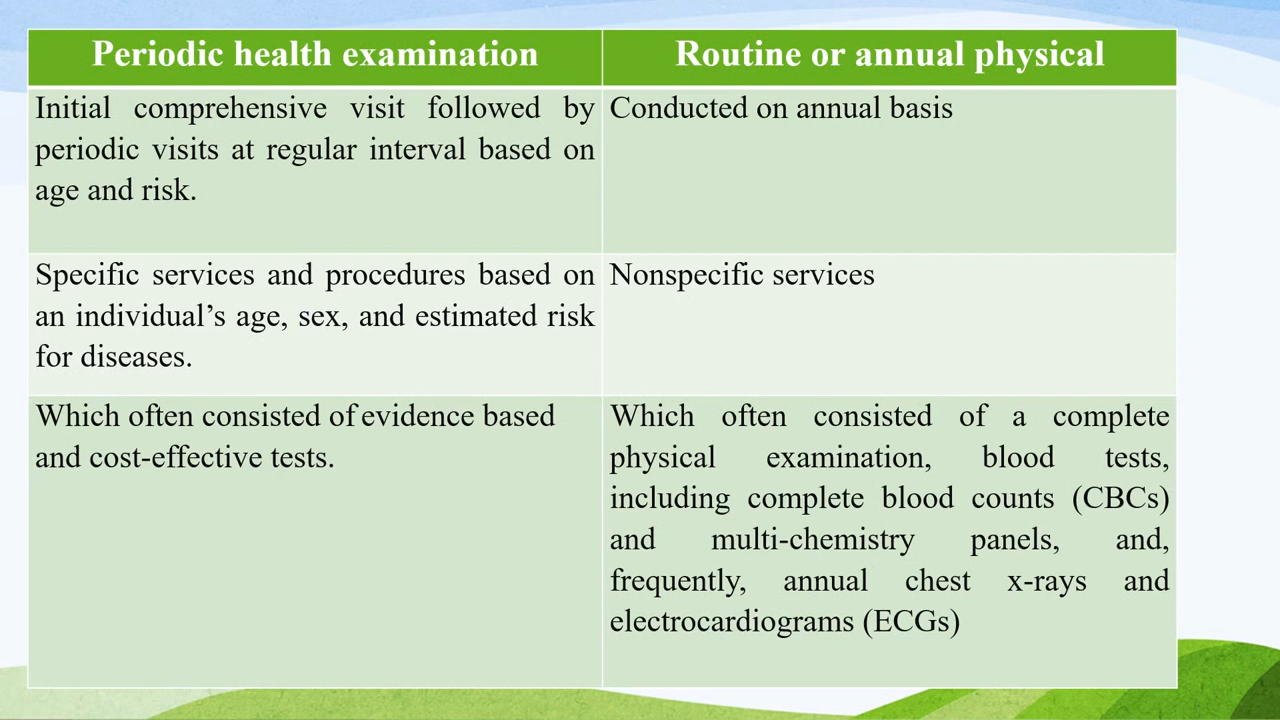 Periodic health examination
Routine or annual physical
Initial comprehensive visit followed by
periodic visits at regular interval based on
age and risk.
Conducted on annual basis
Specific services and procedures based on
an individual’s age, sex, and estimated risk
for diseases.
Nonspecific services
Which often consisted of evidence based
and cost-effective tests.
Which often consisted of a complete
physical examination, blood tests,
including complete blood counts (CBCs)
and multi-chemistry panels, and,
frequently, annual chest x-rays and
electrocardiograms (ECGs)